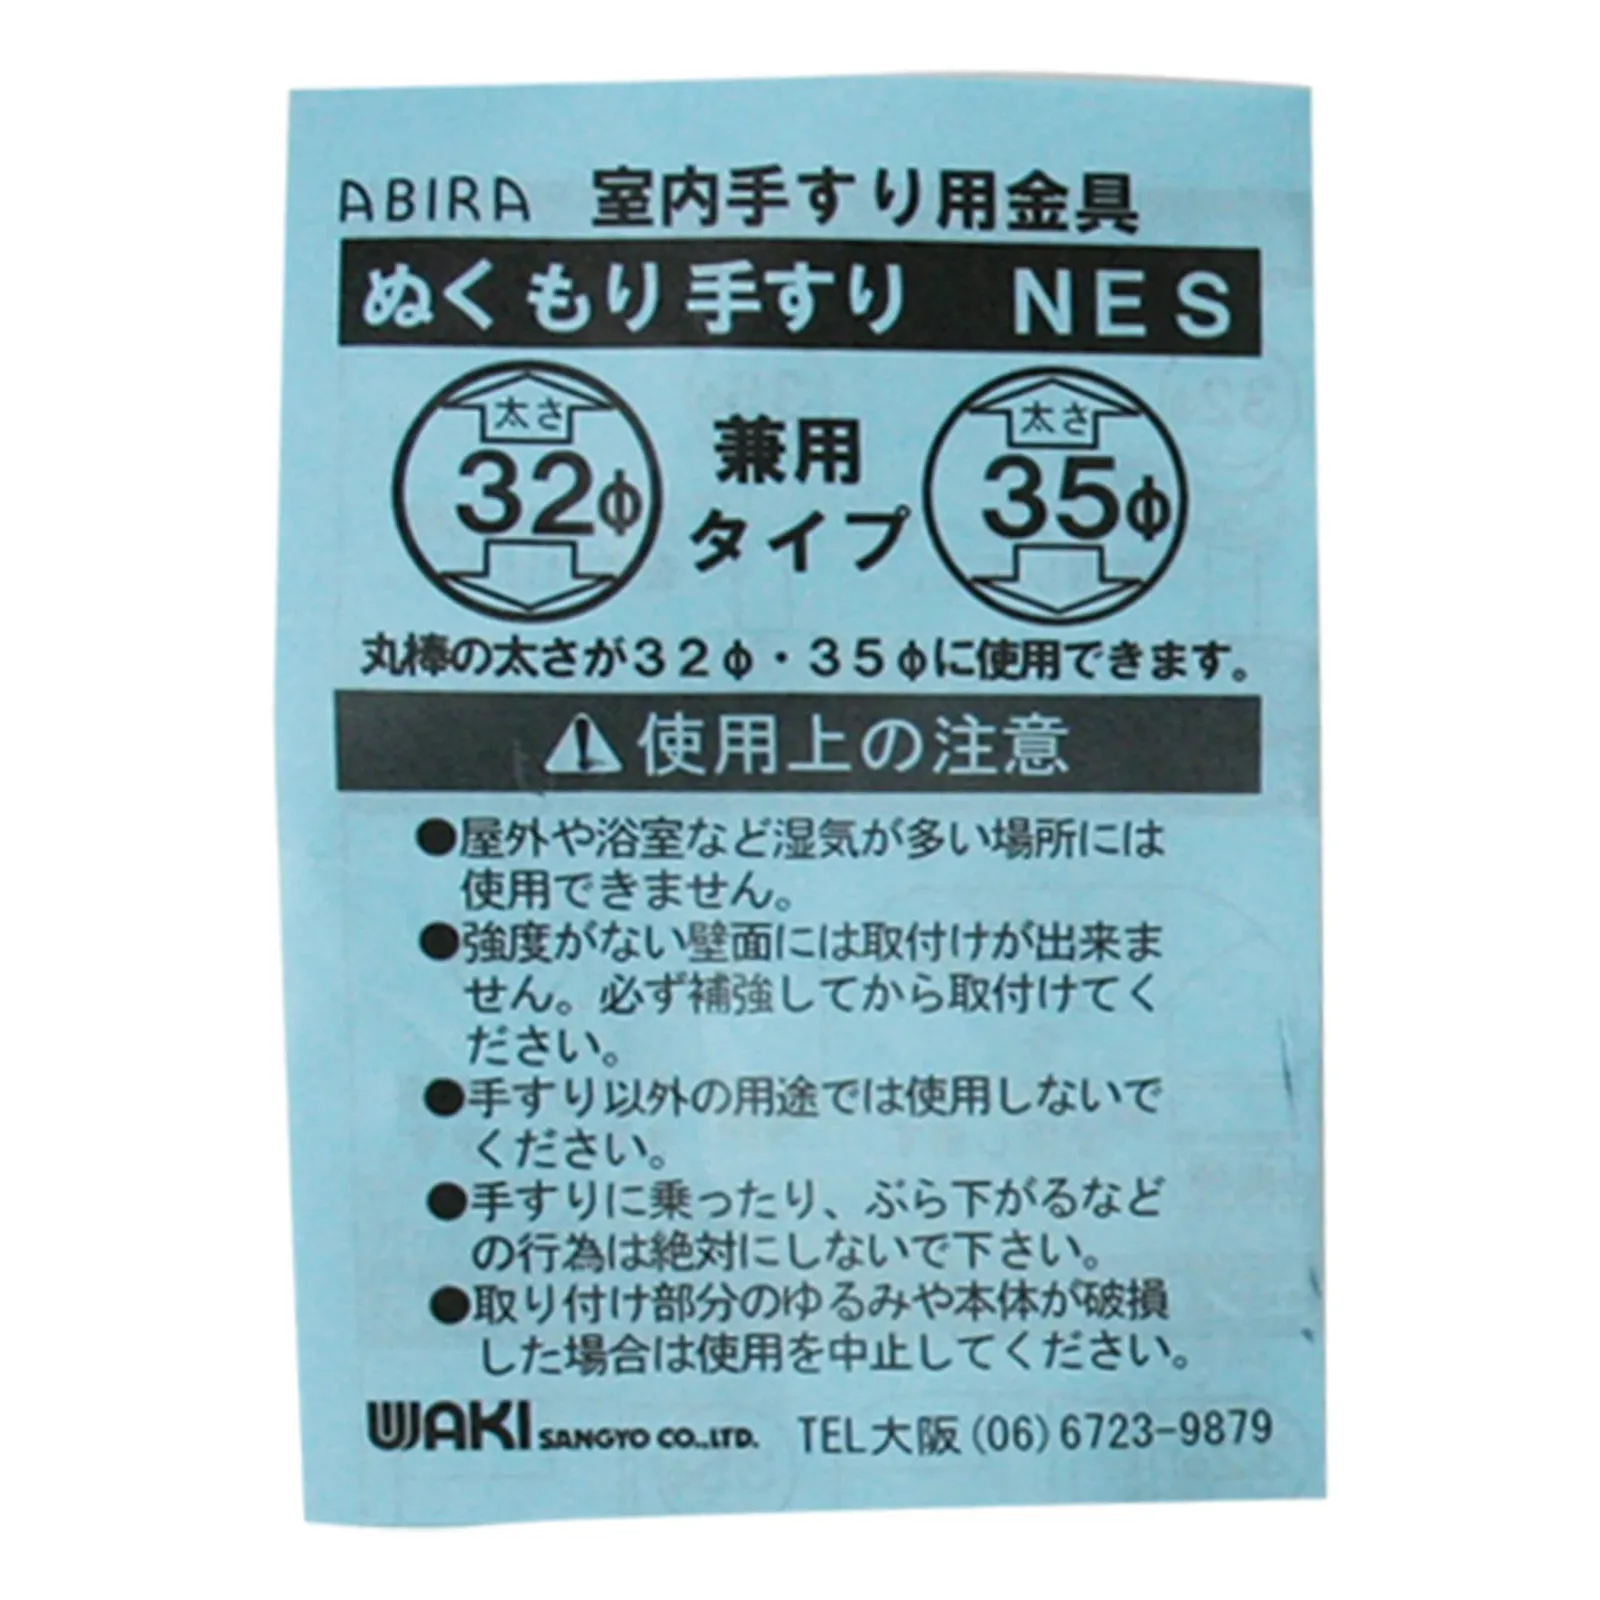 ABIRA 室内手すり用金具
ぬくもり手すり NES
太さ
32φ
兼用
タイプ
太さ
35φ
丸棒の太さが32φ・35φに使用できます。
使用上の注意
●屋外や浴室など湿気が多い場所には
使用できません。
●強度がない壁面には取付けが出来ま
せん。必ず補強してから取付けてく
ださい。
●手すり以外の用途では使用しないで
ください。
●手すりに乗ったり、ぶら下がるなど
の行為は絶対にしないで下さい。
●取り付け部分のゆるみや本体が破損
した場合は使用を中止してください。
WAKI SANGYO CO.,LTD. TEL大阪(06)6723-9879